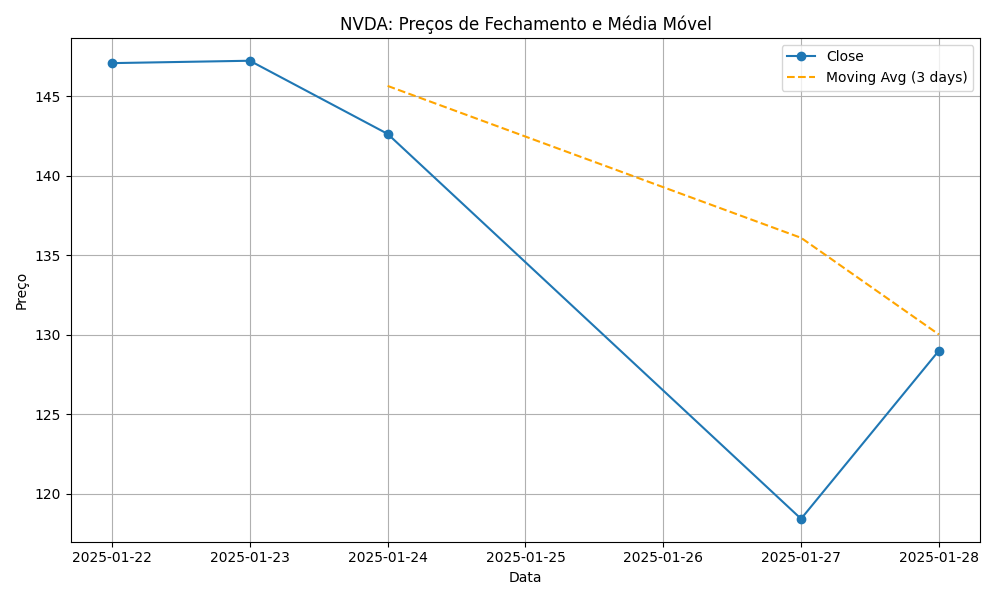 NVDA: Preços de Fechamento e Média Móvel
Close
Moving Avg (3 days)
Preço
145
140
135
130
125
120
2025-01-22
2025-01-23
2025-01-24
2025-01-25
2025-01-26
2025-01-27
2025-01-28
Data